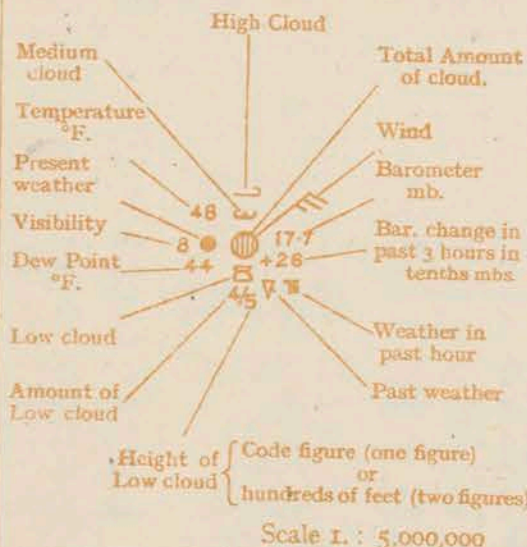 High Cloud
Medium
cloud
Total Amount
of cloud.
Temperature
°F.
Wind
Present
weather
Barometer
mb.
Visibility
Bar. change in
past 3 hours in
tenths mbs.
Dew Point
°F.
48
8
17·7
44
+26
4/5
Low cloud
Weather in
past hour
Amount of
Low cloud
Past weather
Height of
Low cloud
Code figure (one figure)
or
hundreds of feet (two figures)
Scale 1. : 5,000,000